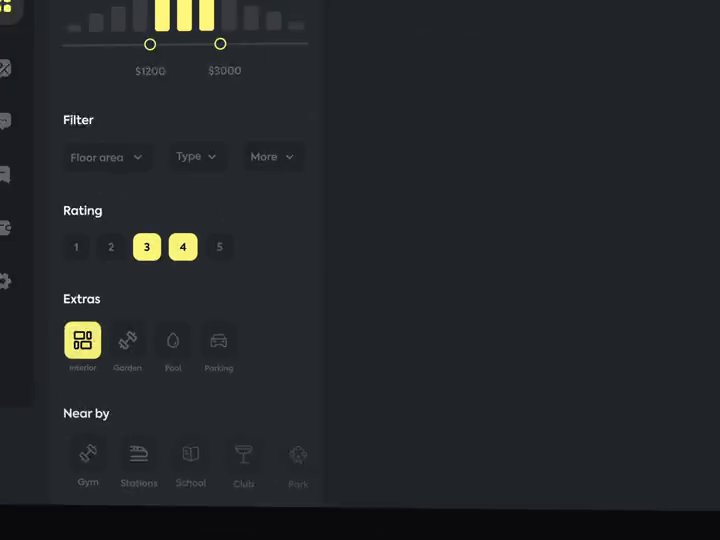 $1200 $3000
Filter
Floor area Type More
Rating
1 2 3 4 5
Extras
Interior Garden Pool Parking
Near by
Gym Stations School Club Park